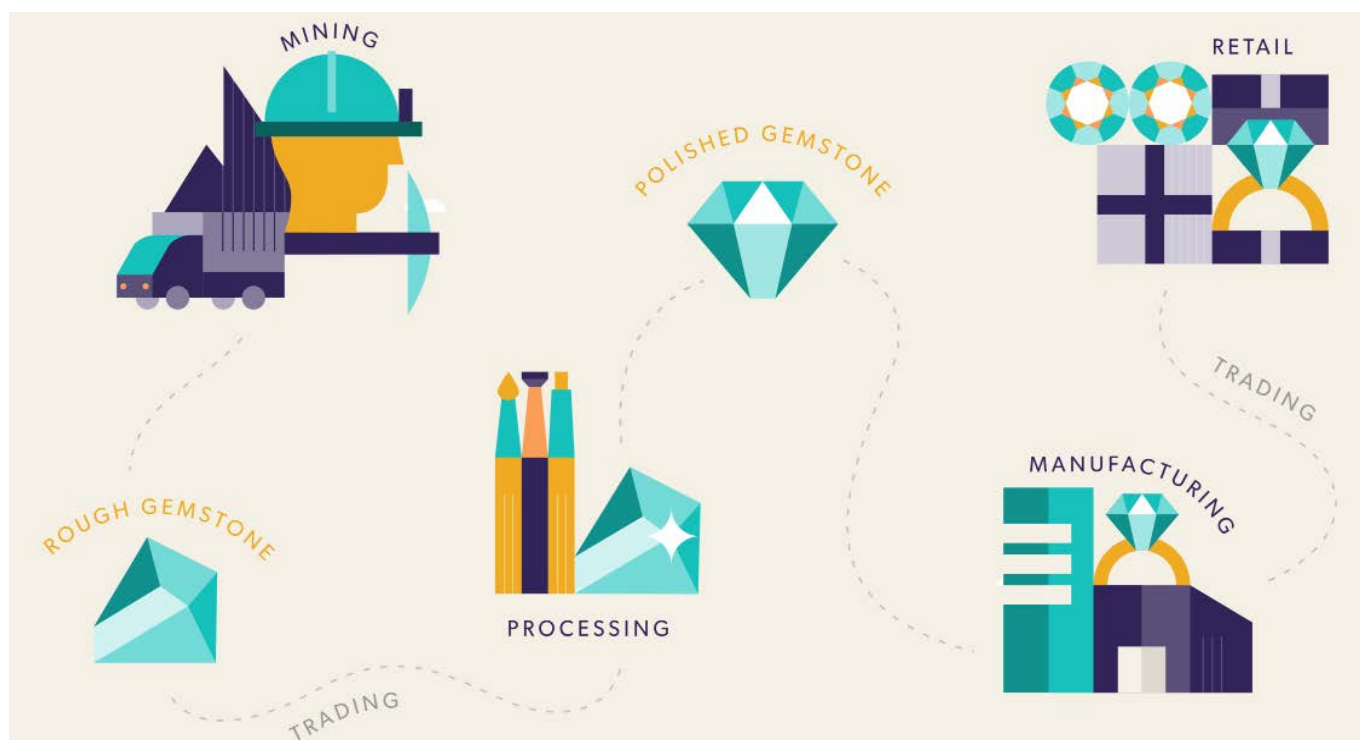 MINING
RETAIL
POLISHED GEMSTONE
TRADING
MANUFACTURING
ROUGH GEMSTONE
PROCESSING
TRADING